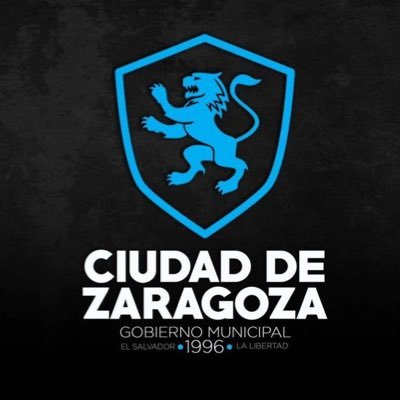 CIUDAD DE
ZARAGOZA
GOBIERNO MUNICIPAL
EL SALVADOR • 1996 • LA LIBERTAD